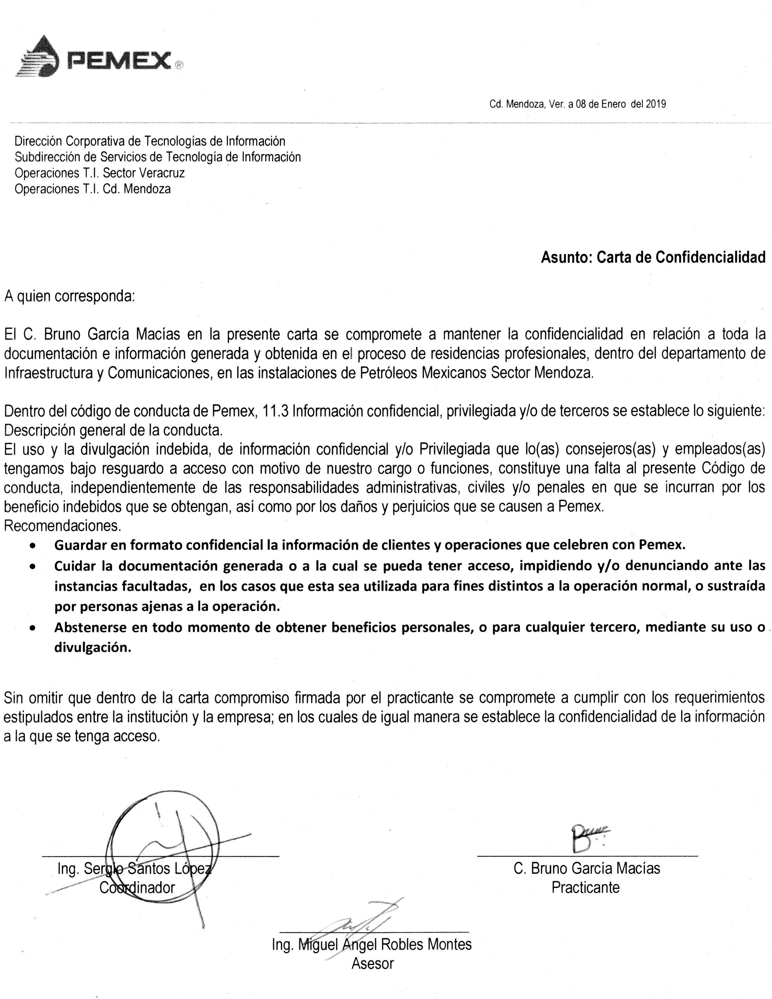 PEMEX®
Cd. Mendoza, Ver. a 08 de Enero del 2019
Dirección Corporativa de Tecnologías de Información
Subdirección de Servicios de Tecnología de Información
Operaciones T.I. Sector Veracruz
Operaciones T.I. Cd. Mendoza
Asunto: Carta de Confidencialidad
A quien corresponda:
El C. Bruno García Macías en la presente carta se compromete a mantener la confidencialidad en relación a toda la
documentación e información generada y obtenida en el proceso de residencias profesionales, dentro del departamento de
Infraestructura y Comunicaciones, en las instalaciones de Petróleos Mexicanos Sector Mendoza.
Dentro del código de conducta de Pemex, 11.3 Información confidencial, privilegiada y/o de terceros se establece lo siguiente:
Descripción general de la conducta.
El uso y la divulgación indebida, de información confidencial y/o Privilegiada que lo(as) consejeros(as) y empleados(as)
tengamos bajo resguardo a acceso con motivo de nuestro cargo o funciones, constituye una falta al presente Código de
conducta, independientemente de las responsabilidades administrativas, civiles y/o penales en que se incurran por los
beneficio indebidos que se obtengan, así como por los daños y perjuicios que se causen a Pemex.
Recomendaciones.
• Guardar en formato confidencial la información de clientes y operaciones que celebren con Pemex.
• Cuidar la documentación generada o a la cual se pueda tener acceso, impidiendo y/o denunciando ante las
instancias facultadas, en los casos que esta sea utilizada para fines distintos a la operación normal, o sustraída
por personas ajenas a la operación.
• Abstenerse en todo momento de obtener beneficios personales, o para cualquier tercero, mediante su uso o
divulgación.
Sin omitir que dentro de la carta compromiso firmada por el practicante se compromete a cumplir con los requerimientos
estipulados entre la institución y la empresa; en los cuales de igual manera se establece la confidencialidad de la información
a la que se tenga acceso.
Ing. Sergio Santos López
Coordinador
C. Bruno García Macías
Practicante
Ing. Miguel Angel Robles Montes
Asesor